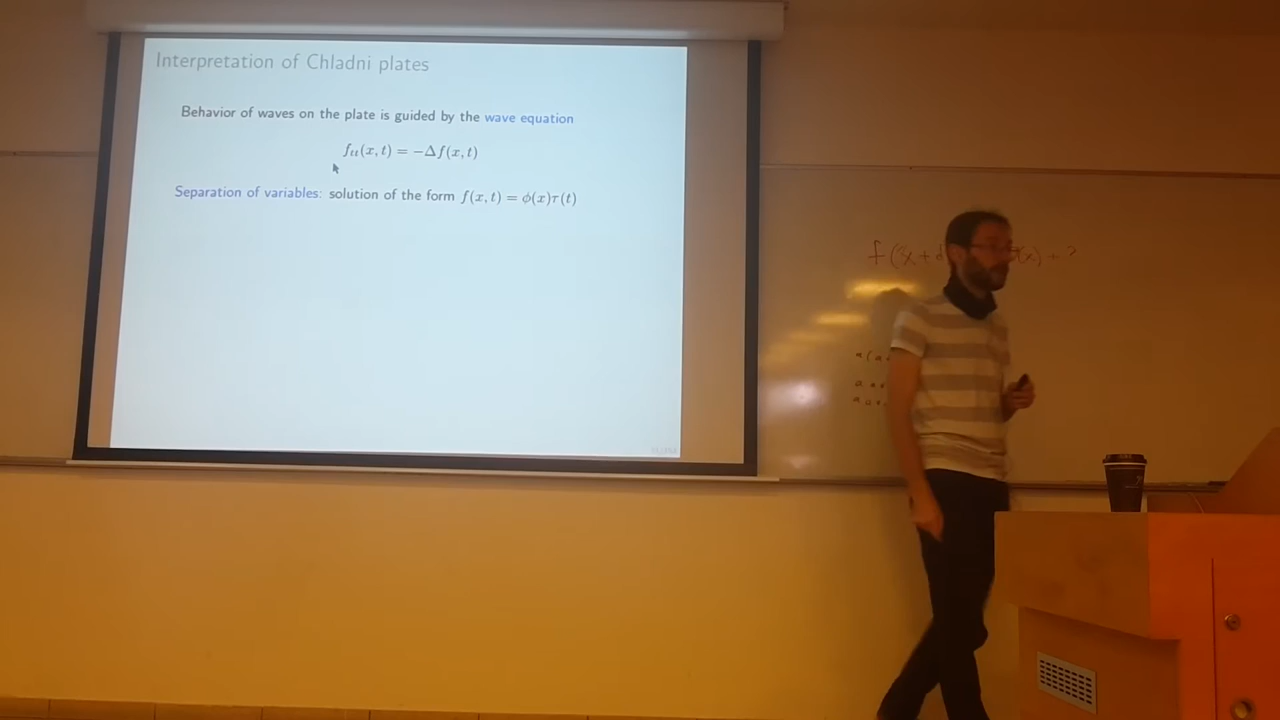 Interpretation of Chladni plates
Behavior of waves on the plate is guided by the wave equation
f_tt(x, t) = −Δf(x, t)
Separation of variables: solution of the form f(x, t) = ϕ(x)τ(t)
f(x+d (x) + ?